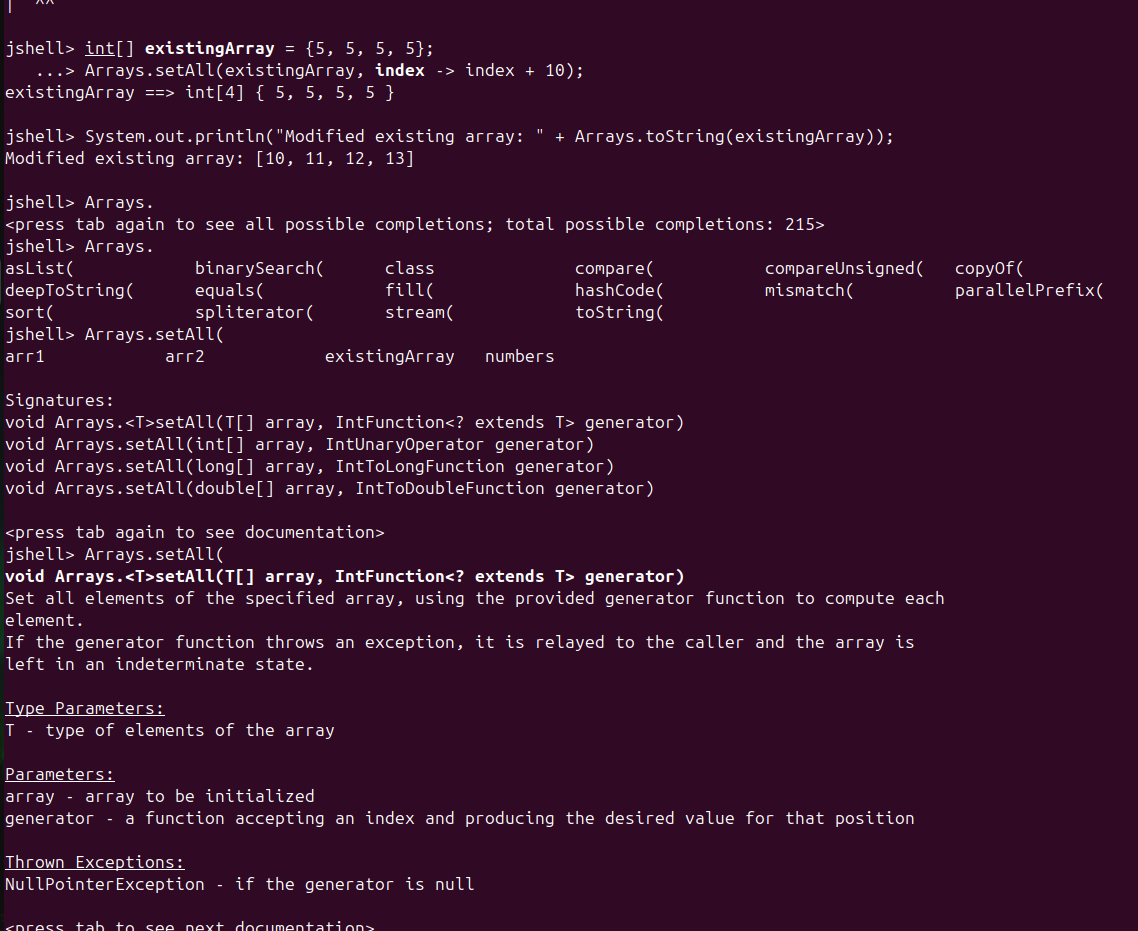 | ^^
jshell> int[] existingArray = {5, 5, 5, 5};
...> Arrays.setAll(existingArray, index -> index + 10);
existingArray ==> int[4] { 5, 5, 5, 5 }
jshell> System.out.println("Modified existing array: " + Arrays.toString(existingArray));
Modified existing array: [10, 11, 12, 13]
jshell> Arrays.
<press tab again to see all possible completions; total possible completions: 215>
jshell> Arrays.
asList( binarySearch( class compare( compareUnsigned( copyOf(
deepToString( equals( fill( hashCode( mismatch( parallelPrefix(
sort( spliterator( stream( toString(
jshell> Arrays.setAll(
arr1 arr2 existingArray numbers
Signatures:
void Arrays.<T>setAll(T[] array, IntFunction<? extends T> generator)
void Arrays.setAll(int[] array, IntUnaryOperator generator)
void Arrays.setAll(long[] array, IntToLongFunction generator)
void Arrays.setAll(double[] array, IntToDoubleFunction generator)
<press tab again to see documentation>
jshell> Arrays.setAll(
void Arrays.<T>setAll(T[] array, IntFunction<? extends T> generator)
Set all elements of the specified array, using the provided generator function to compute each
element.
If the generator function throws an exception, it is relayed to the caller and the array is
left in an indeterminate state.
Type Parameters:
T - type of elements of the array
Parameters:
array - array to be initialized
generator - a function accepting an index and producing the desired value for that position
Thrown Exceptions:
NullPointerException - if the generator is null
<press tab to see next documentation>